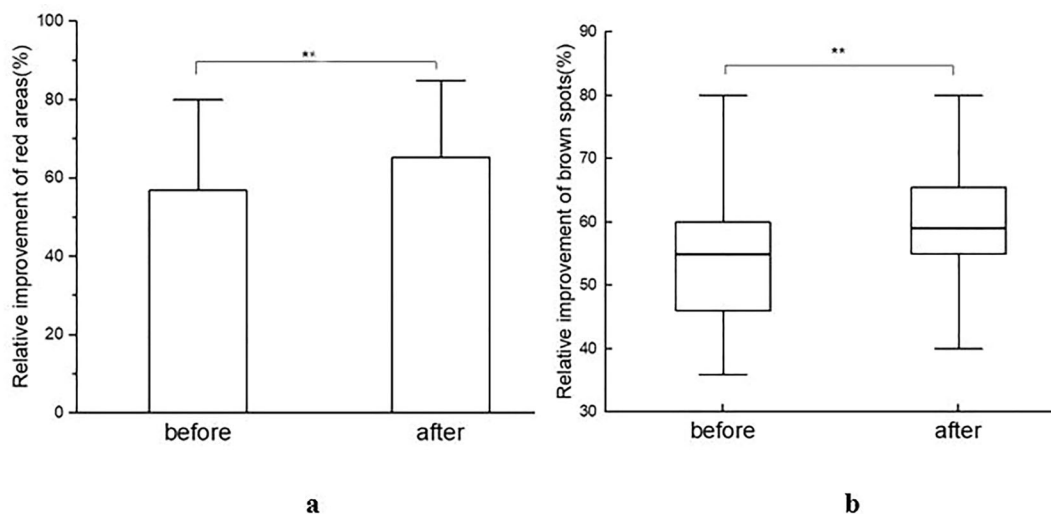 Relative improvement of red areas(%)
100
80
60
40
20
0
**
before after
a
Relative improvement of brown spots(%)
90
80
70
60
50
40
30
**
before after
b